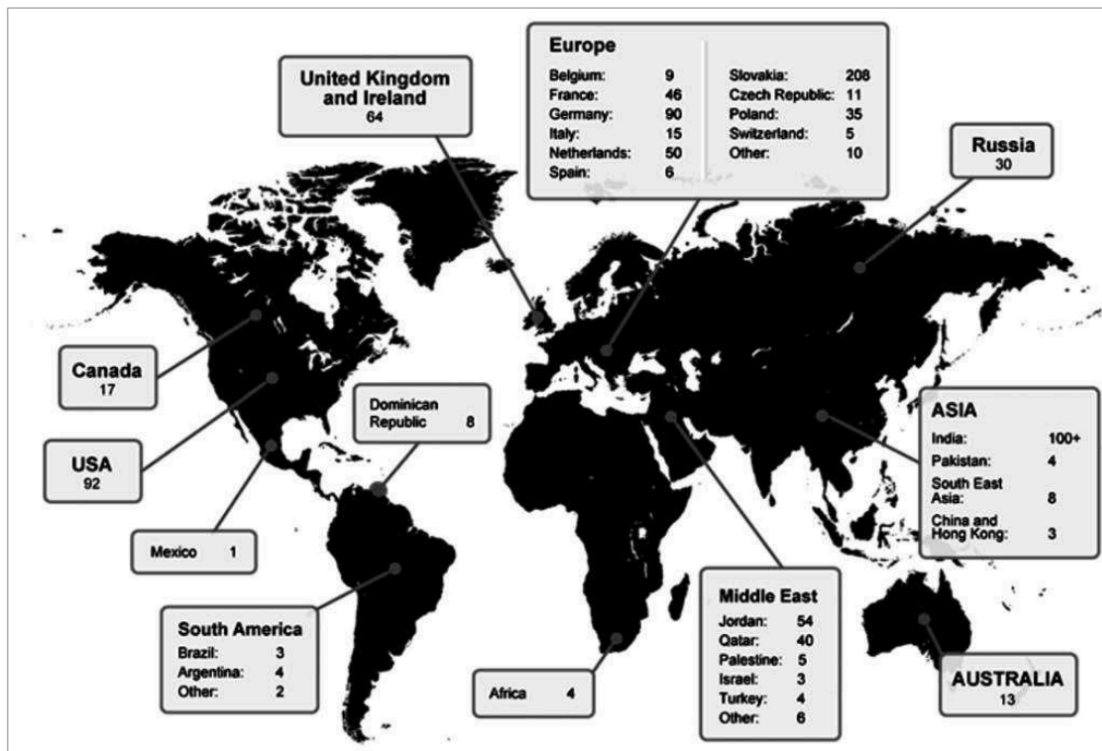 Europe
Belgium: 9
France: 46
Germany: 90
Italy: 15
Netherlands: 50
Spain: 6
Slovakia: 208
Czech Republic: 11
Poland: 35
Switzerland: 5
Other: 10
United Kingdom
and Ireland
64
Russia
30
Canada
17
USA
92
Dominican
Republic 8
Mexico 1
ASIA
India: 100+
Pakistan: 4
South East
Asia: 8
China and
Hong Kong: 3
South America
Brazil: 3
Argentina: 4
Other: 2
Africa 4
Middle East
Jordan: 54
Qatar: 40
Palestine: 5
Israel: 3
Turkey: 4
Other: 6
AUSTRALIA
13